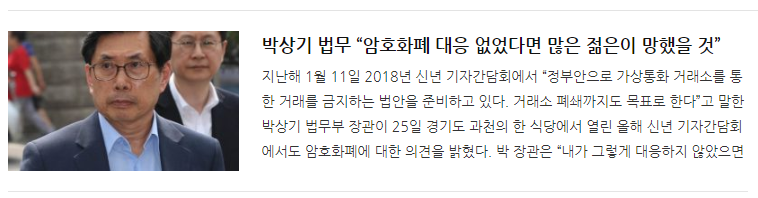 박상기 법무 “암호화폐 대응 없었다면 많은 젊은이 망했을 것”
지난해 1월 11일 2018년 신년 기자간담회에서 “정부안으로 가상통화 거래소를 통
한 거래를 금지하는 법안을 준비하고 있다. 거래소 폐쇄까지도 목표로 한다”고 말한
박상기 법무부 장관이 25일 경기도 과천의 한 식당에서 열린 올해 신년 기자간담회
에서도 암호화폐에 대한 의견을 밝혔다. 박 장관은 “내가 그렇게 대응하지 않았으면